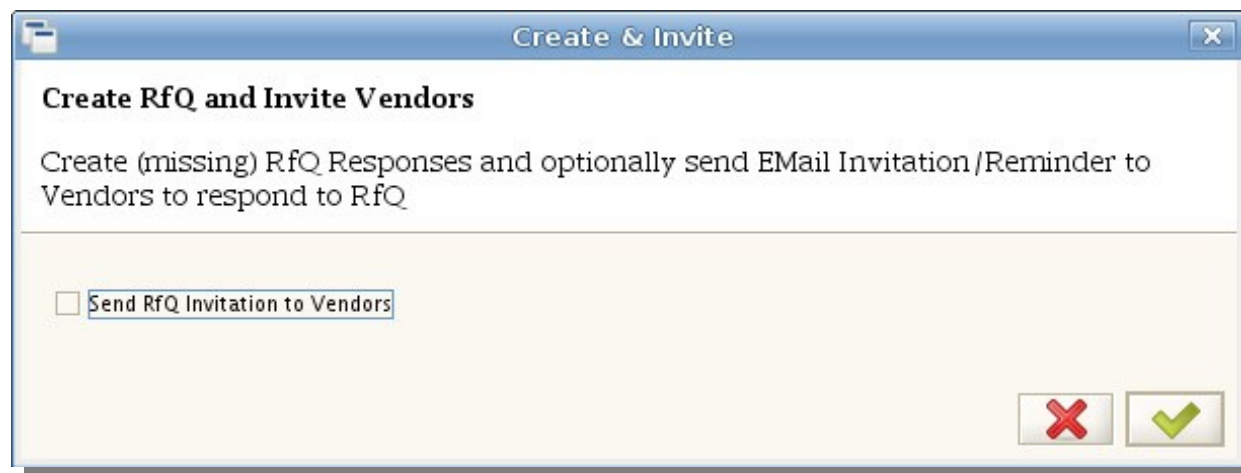 Create & Invite
Create RfQ and Invite Vendors
Create (missing) RfQ Responses and optionally send EMail Invitation/Reminder to
Vendors to respond to RfQ
Send RfQ Invitation to Vendors